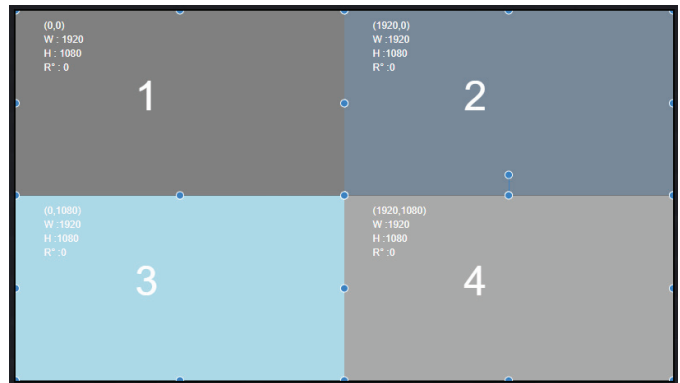 (0,0)
W : 1920
H : 1080
R° : 0
1
(1920,0)
W :1920
H :1080
R° :0
2
(0,1080)
W :1920
H :1080
R° :0
3
(1920,1080)
W :1920
H :1080
R° :0
4